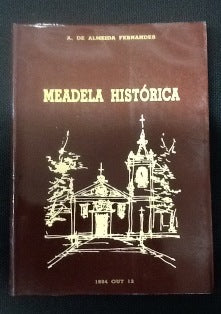 A. DE ALMEIDA FERNANDES
MEADELA HISTÓRICA
1994 OUT 12